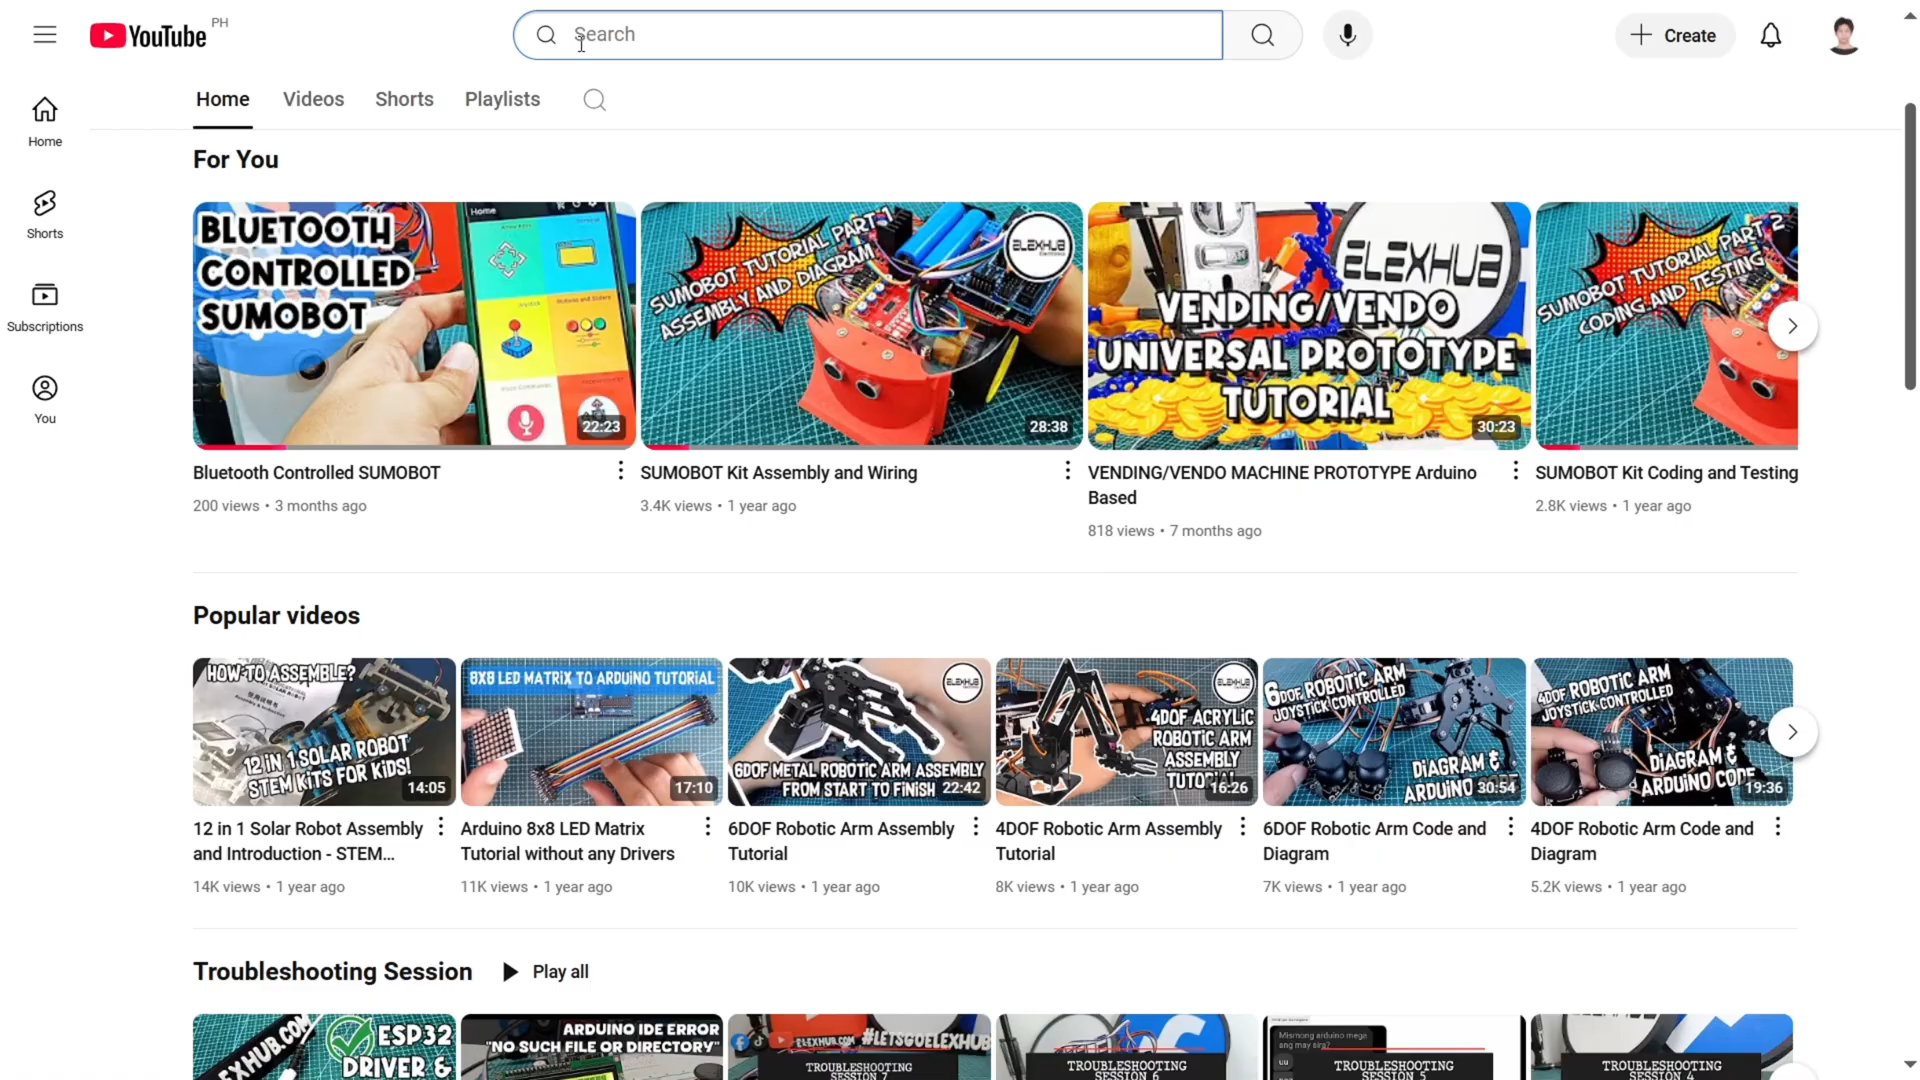 YouTube PH
Search
Create
Home
Videos
Shorts
Playlists
Home
Shorts
Subscriptions
You
For You
BLUETOOTH
CONTROLLED
SUMOBOT
Home
22:23
Bluetooth Controlled SUMOBOT
200 views • 3 months ago
SUMOBOT TUTORIAL PART 1
ASSEMBLY AND DIAGRAM
ELEXHUB
28:38
SUMOBOT Kit Assembly and Wiring
3.4K views • 1 year ago
ELEXHUB
VENDING/VENDO
UNIVERSAL PROTOTYPE
TUTORIAL
30:23
VENDING/VENDO MACHINE PROTOTYPE Arduino
Based
818 views • 7 months ago
SUMOBOT TUTORIAL PART 2
CODING AND TESTING
SUMOBOT Kit Coding and Testing
2.8K views • 1 year ago
Popular videos
HOW TO ASSEMBLE?
12 IN 1 SOLAR ROBOT
STEM KITS FOR KIDS!
14:05
12 in 1 Solar Robot Assembly
and Introduction - STEM...
14K views • 1 year ago
8X8 LED MATRIX TO ARDUINO TUTORIAL
17:10
Arduino 8x8 LED Matrix
Tutorial without any Drivers
11K views • 1 year ago
ELEXHUB
6DOF METAL ROBOTIC ARM ASSEMBLY
FROM START TO FINISH
22:42
6DOF Robotic Arm Assembly
Tutorial
10K views • 1 year ago
ELEXHUB
4DOF ACRYLIC
ROBOTIC ARM
ASSEMBLY
16:26
4DOF Robotic Arm Assembly
Tutorial
8K views • 1 year ago
6DOF ROBOTIC ARM
JOYSTICK CONTROLLED
DIAGRAM &
ARDUINO CODE
30:54
6DOF Robotic Arm Code and
Diagram
7K views • 1 year ago
4DOF ROBOTIC ARM
JOYSTICK CONTROLLED
DIAGRAM &
ARDUINO CODE
19:36
4DOF Robotic Arm Code and
Diagram
5.2K views • 1 year ago
Troubleshooting Session
Play all
EXHUB.COM
ESP32
DRIVER &
ARDUINO IDE ERROR
"NO SUCH FILE OR DIRECTORY"
ELEXHUB.COM #LETSGOELEXHUB
TROUBLESHOOTING
SESSION 7
TROUBLESHOOTING
SESSION 6
Mismong arduino mega
ang may sira?
TROUBLESHOOTING
SESSION 5
TROUBLESHOOTING
SESSION 4